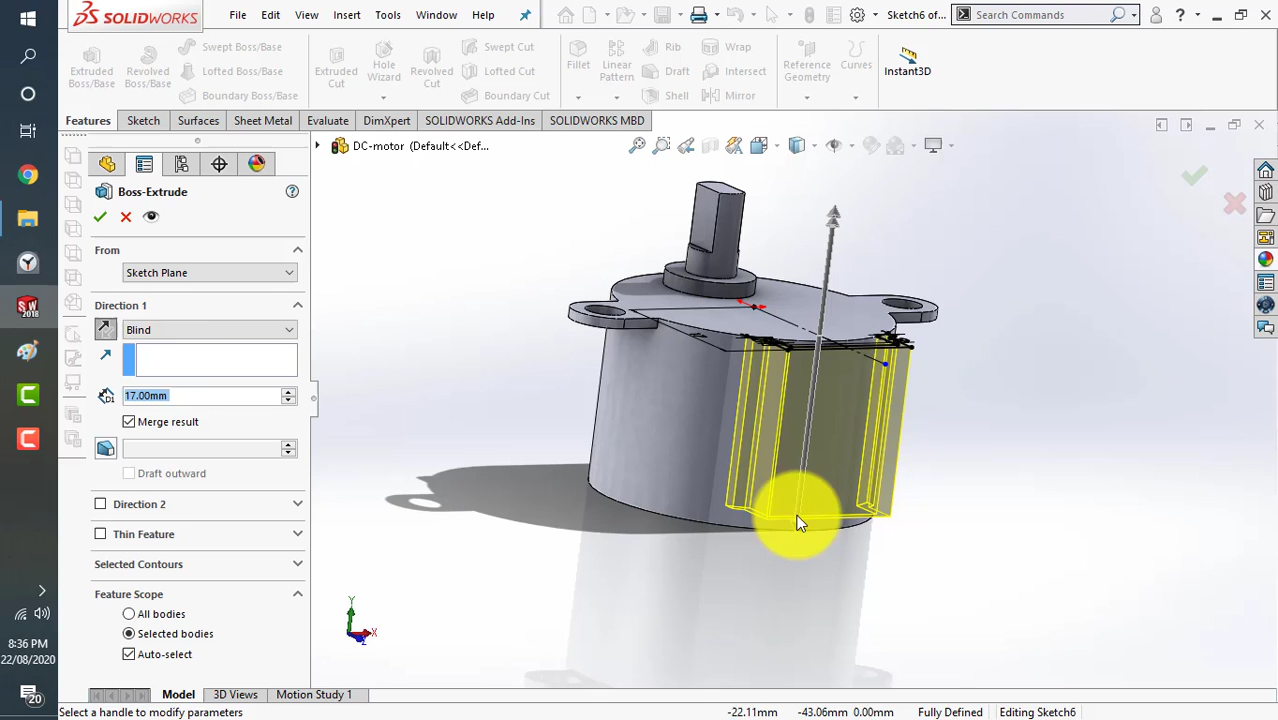 SOLIDWORKS
File Edit View Insert Tools Window Help
Sketch6 of...
Search Commands
Extruded Boss/Base
Revolved Boss/Base
Swept Boss/Base
Lofted Boss/Base
Boundary Boss/Base
Extruded Cut
Hole Wizard
Revolved Cut
Swept Cut
Lofted Cut
Boundary Cut
Fillet
Linear Pattern
Rib
Draft
Shell
Wrap
Intersect
Mirror
Reference Geometry
Curves
Instant3D
Features Sketch Surfaces Sheet Metal Evaluate DimXpert SOLIDWORKS Add-Ins SOLIDWORKS MBD
DC-motor (Default<<Def...
Boss-Extrude
From
Sketch Plane
Direction 1
Blind
17.00mm
Merge result
Draft outward
Direction 2
Thin Feature
Selected Contours
Feature Scope
All bodies
Selected bodies
Auto-select
Y
X
Z
SW
2018
8:36 PM
22/08/2020
20
Model 3D Views Motion Study 1
Select a handle to modify parameters
-22.11mm -43.06mm 0.00mm Fully Defined Editing Sketch6